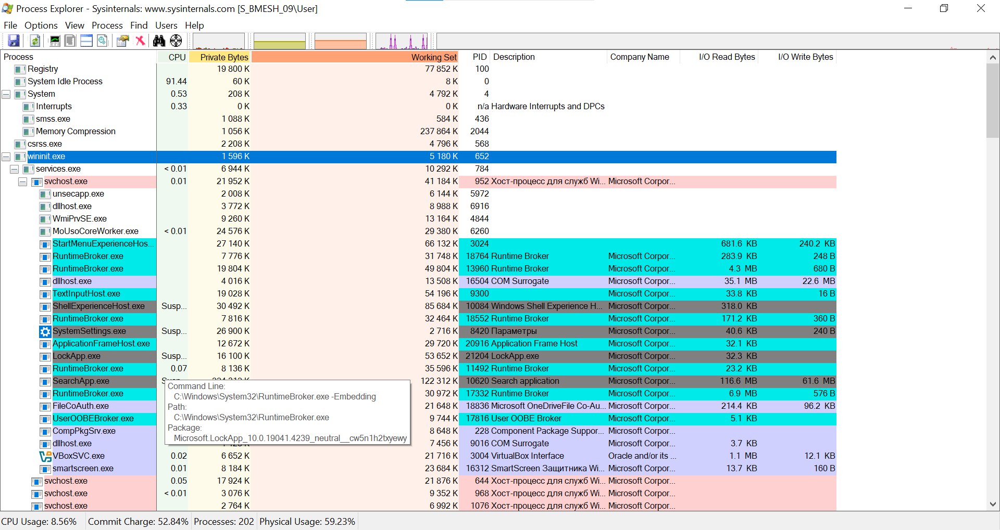 Process Explorer - Sysinternals: www.sysinternals.com [S_BMESH_09\User]
File Options View Process Find Users Help
Process CPU Private Bytes Working Set PID Description Company Name I/O Read Bytes I/O Write Bytes
Registry 19 800 K 77 852 K 100
System Idle Process 91.44 60 K 8 K 0
System 0.53 208 K 4 792 K 4
Interrupts 0.33 0 K 0 K n/a Hardware Interrupts and DPCs
smss.exe 1 088 K 584 K 436
Memory Compression 1 056 K 237 864 K 2044
csrss.exe 2 208 K 4 796 K 568
wininit.exe 1 596 K 5 180 K 652
services.exe < 0.01 6 944 K 10 292 K 784
svchost.exe 0.01 21 952 K 41 184 K 952 Хост-процесс для служб Wi... Microsoft Corpor...
unsecapp.exe 2 008 K 6 144 K 5972
dllhost.exe 3 772 K 8 988 K 6916
WmiPrvSE.exe 9 260 K 13 164 K 4844
MoUsoCoreWorker.exe < 0.01 24 576 K 29 380 K 6260
StartMenuExperienceHos... 27 140 K 66 132 K 3024 681.6 KB 240.2 KB
RuntimeBroker.exe 7 776 K 31 748 K 18764 Runtime Broker Microsoft Corpor... 283.9 KB 248 B
RuntimeBroker.exe 19 804 K 49 804 K 13960 Runtime Broker Microsoft Corpor... 4.3 MB 680 B
dllhost.exe 4 016 K 13 508 K 16504 COM Surrogate Microsoft Corpor... 35.1 MB 22.6 MB
TextInputHost.exe 19 028 K 54 196 K 9300 Microsoft Corpor... 33.8 KB 16 B
ShellExperienceHost.exe Susp... 30 492 K 85 684 K 10084 Windows Shell Experience H... Microsoft Corpor... 318.0 KB
RuntimeBroker.exe 7 816 K 32 464 K 18552 Runtime Broker Microsoft Corpor... 171.2 KB 360 B
SystemSettings.exe Susp... 26 900 K 2 716 K 8420 Параметры Microsoft Corpor... 40.6 KB 240 B
ApplicationFrameHost.exe 12 672 K 29 720 K 20916 Application Frame Host Microsoft Corpor... 32.1 KB
LockApp.exe Susp... 16 100 K 53 652 K 21204 LockApp.exe Microsoft Corpor... 32.3 KB
RuntimeBroker.exe 0.07 8 136 K 35 596 K 11492 Runtime Broker Microsoft Corpor... 23.2 KB
SearchApp.exe 122 312 K 10620 Search application Microsoft Corpor... 116.6 MB 61.6 MB
RuntimeBroker.exe 30 972 K 17332 Runtime Broker Microsoft Corpor... 6.9 MB 576 B
FileCoAuth.exe 21 648 K 18836 Microsoft OneDriveFile Co-Au... Microsoft Corpor... 214.4 KB 96.2 KB
UserOOBEBroker.exe 9 744 K 17816 User OOBE Broker Microsoft Corpor... 5.1 KB
CompPkgSrv.exe 8 648 K 228 Component Package Suppor... Microsoft Corpor...
dllhost.exe 7 456 K 9016 COM Surrogate Microsoft Corpor... 3.7 KB
VBoxSVC.exe 0.02 6 652 K 21 716 K 3004 VirtualBox Interface Oracle and/or its ... 1.1 MB 12.1 KB
smartscreen.exe 0.01 8 184 K 23 684 K 16312 SmartScreen Защитника Wi... Microsoft Corpor... 13.7 KB 160 B
svchost.exe 0.05 17 924 K 21 876 K 644 Хост-процесс для служб Wi... Microsoft Corpor...
svchost.exe < 0.01 3 076 K 9 352 K 968 Хост-процесс для служб Wi... Microsoft Corpor...
svchost.exe 2 764 K 6 992 K 1076 Хост-процесс для служб Wi... Microsoft Corpor...
Command Line:
C:\Windows\System32\RuntimeBroker.exe -Embedding
Path:
C:\Windows\System32\RuntimeBroker.exe
Package:
Microsoft.LockApp_10.0.19041.4239_neutral__cw5n1h2txyewy
CPU Usage: 8.56% Commit Charge: 52.84% Processes: 202 Physical Usage: 59.23%